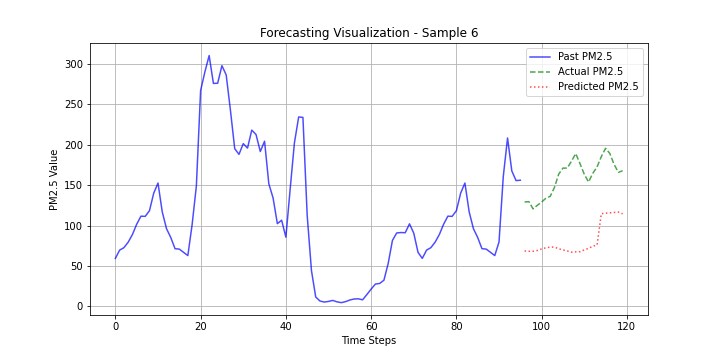 Forecasting Visualization - Sample 6
Past PM2.5
Actual PM2.5
Predicted PM2.5
PM2.5 Value
300
250
200
150
100
50
0
0 20 40 60 80 100 120
Time Steps